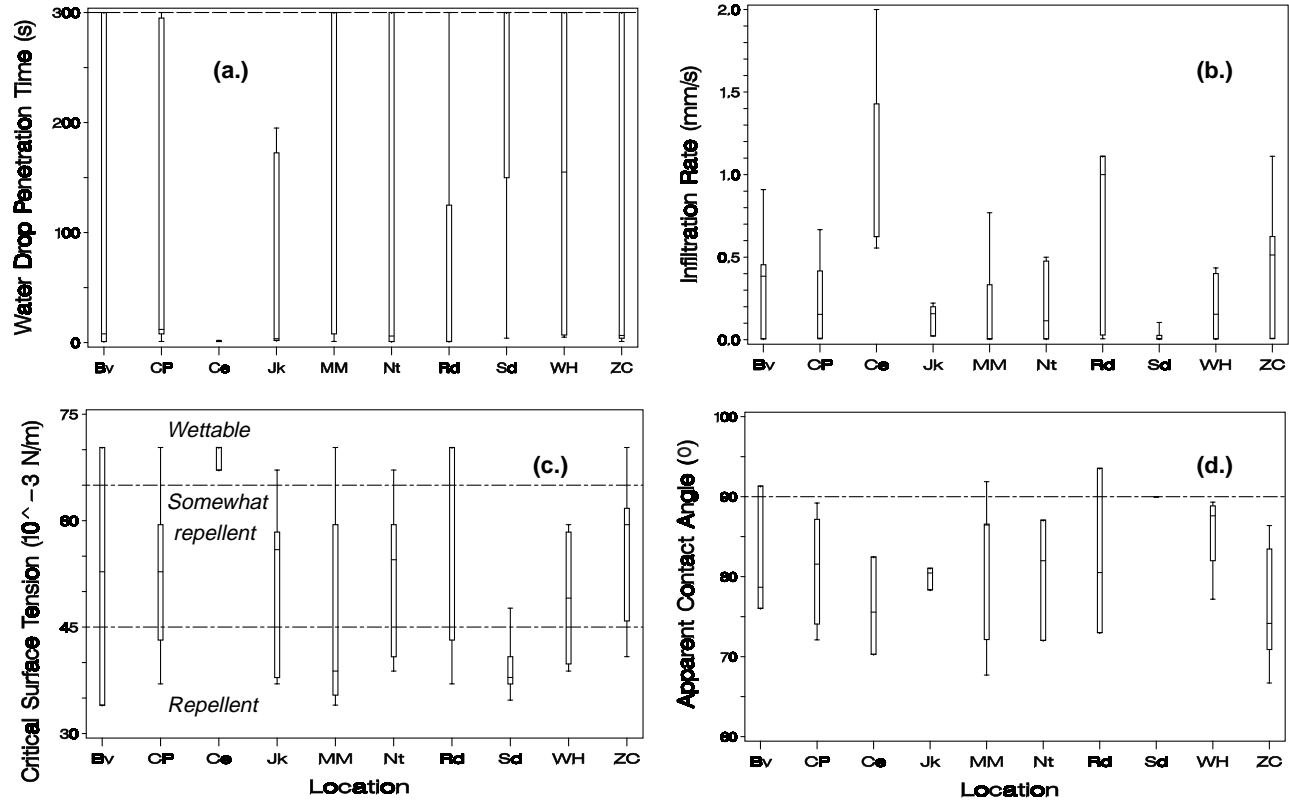 Water Drop Penetration Time (s)
300
200
100
0
(a.)
Bv CP Ce Jk MM Nt Rd Sd WH ZC
Infiltration Rate (mm/s)
2.0
1.5
1.0
0.5
0.0
(b.)
Bv CP Ce Jk MM Nt Rd Sd WH ZC
Critical Surface Tension (10^ -3 N/m)
75
60
45
30
Wettable
(c.)
Somewhat
repellent
Repellent
Bv CP Ce Jk MM Nt Rd Sd WH ZC
Location
Apparent Contact Angle (0)
100
90
80
70
60
(d.)
Bv CP Ce Jk MM Nt Rd Sd WH ZC
Location